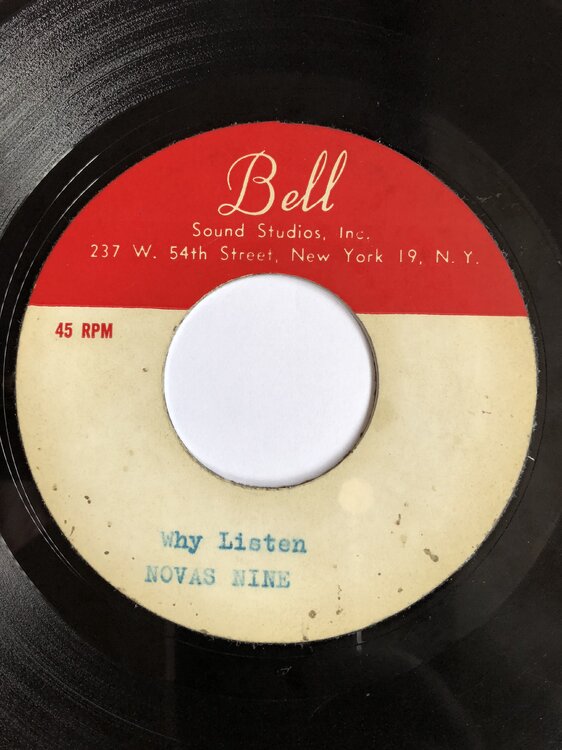 Bell
Sound Studios, Inc.
237 W. 54th Street, New York 19, N. Y.
45 RPM
Why Listen
NOVAS NINE